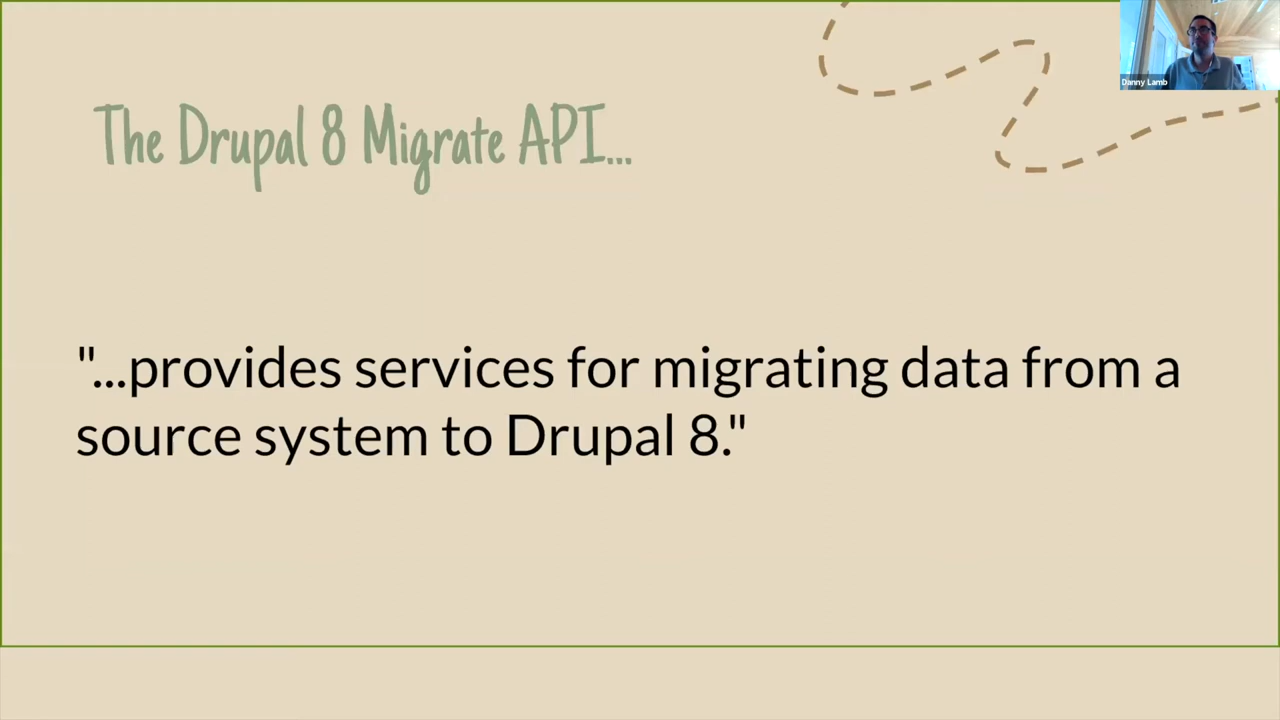 The Drupal 8 Migrate API...
"...provides services for migrating data from a
source system to Drupal 8."
Danny Lamb